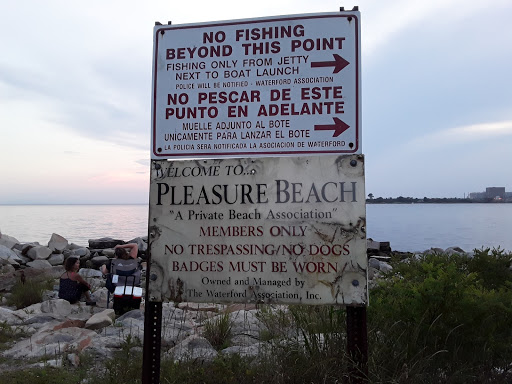 NO FISHING
BEYOND THIS POINT
FISHING ONLY FROM JETTY
NEXT TO BOAT LAUNCH
POLICE WILL BE NOTIFIED - WATERFORD ASSOCIATION
NO PESCAR DE ESTE
PUNTO EN ADELANTE
MUELLE ADJUNTO AL BOTE
UNICAMENTE PARA LANZAR EL BOTE
LA POLICIA SERA NOTIFICADA LA ASOCIACION DE WATERFORD
WELCOME TO...
PLEASURE BEACH
"A Private Beach Association"
MEMBERS ONLY
NO TRESPASSING/NO DOGS
BADGES MUST BE WORN
Owned and Managed by
The Waterford Association, Inc.